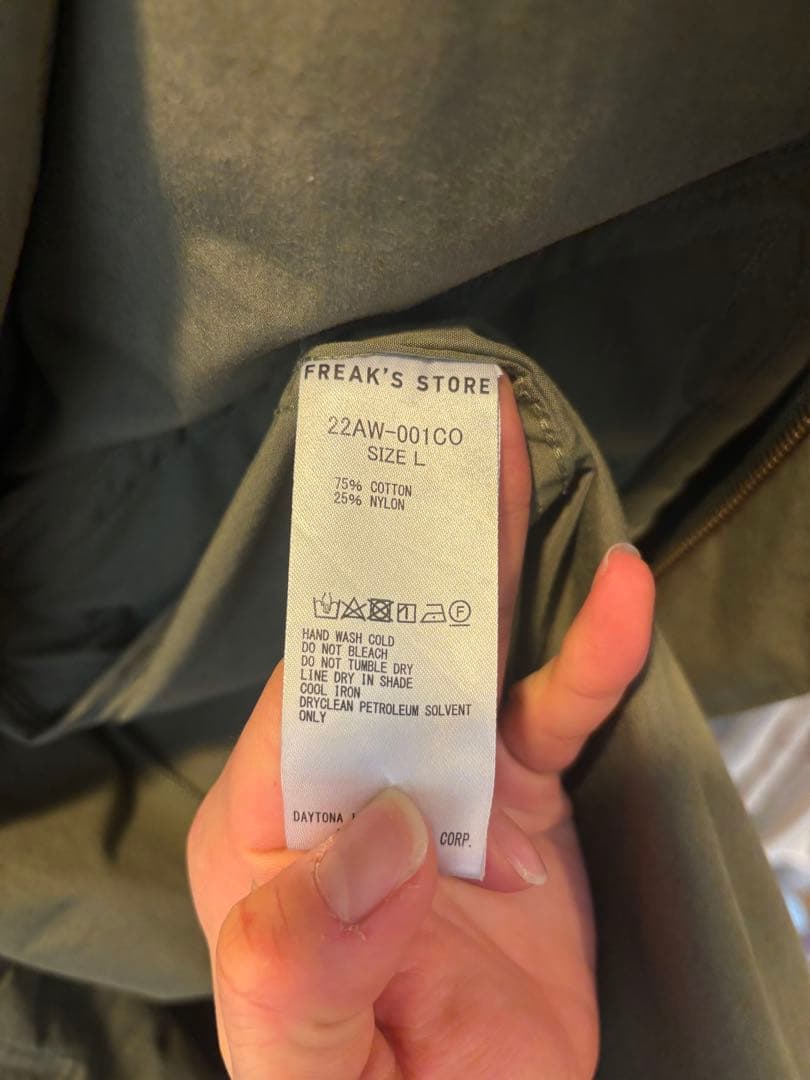 FREAK'S STORE
22AW-001CO
SIZE L
75% COTTON
25% NYLON
F
HAND WASH COLD
DO NOT BLEACH
DO NOT TUMBLE DRY
LINE DRY IN SHADE
COOL IRON
DRYCLEAN PETROLEUM SOLVENT
ONLY
DAYTONA
CORP.